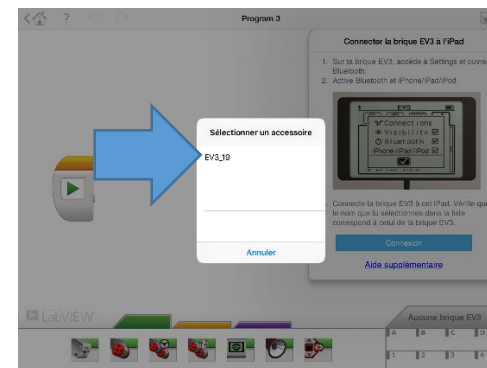 ?
Program 3
Connecter la brique EV3 à l'iPad
1. Sur ta brique EV3, accède à Settings et ouvre
Bluetooth.
2. Active Bluetooth et iPhone/iPad/iPod.
EV3
Connections
Visibility
Bluetooth
iPhone/iPad/iPod
Sélectionner un accessoire
EV3_19
Annuler
Connecte ta brique EV3 à cet iPad. Vérifie que
le nom que tu sélectionnes dans la liste
correspond à celui de ta brique EV3.
Connexion
Aide supplémentaire
LabVIEW
Aucune brique EV3
A B C D
1 2 3 4